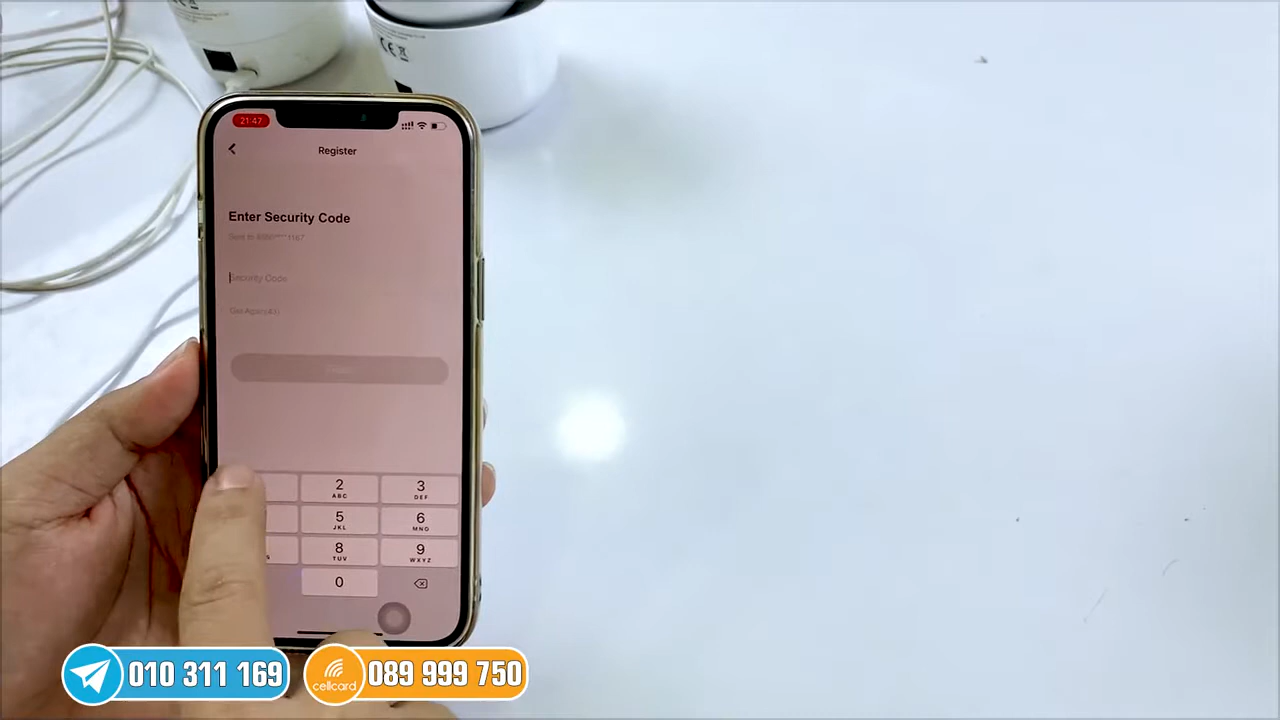 21:47
Register
Enter Security Code
Security Code
2
ABC
3
DEF
5
JKL
6
MNO
8
TUV
9
WXYZ
0
010 311 169
cellcard
089 999 750